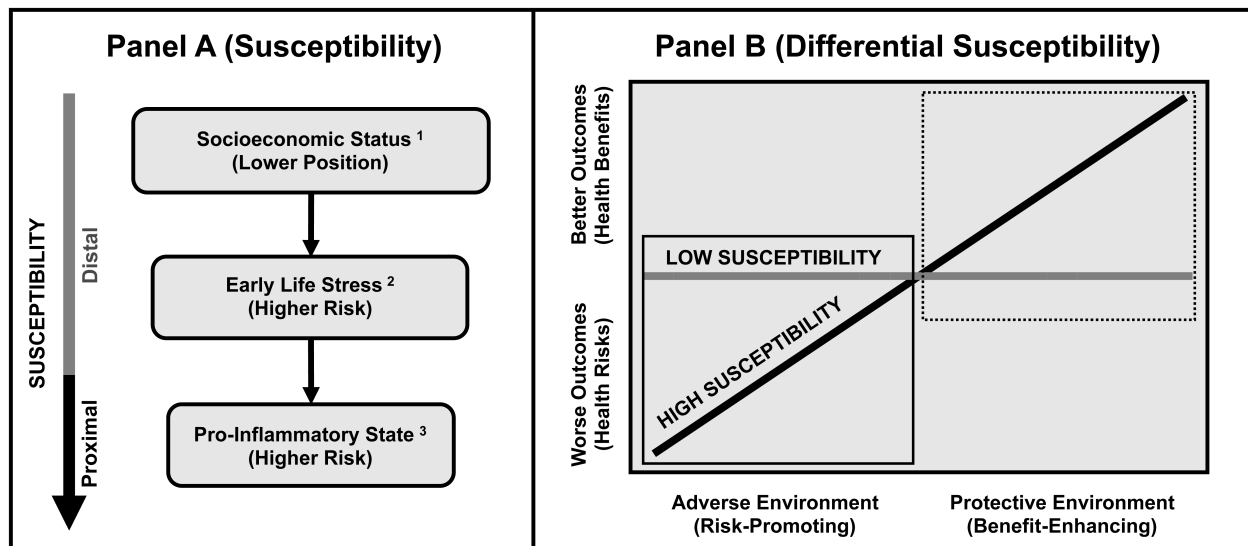 Panel A (Susceptibility)
SUSCEPTIBILITY
Distal
Proximal
Socioeconomic Status 1
(Lower Position)
Early Life Stress 2
(Higher Risk)
Pro-Inflammatory State 3
(Higher Risk)
Panel B (Differential Susceptibility)
Better Outcomes
(Health Benefits)
Worse Outcomes
(Health Risks)
LOW SUSCEPTIBILITY
HIGH SUSCEPTIBILITY
Adverse Environment
(Risk-Promoting)
Protective Environment
(Benefit-Enhancing)